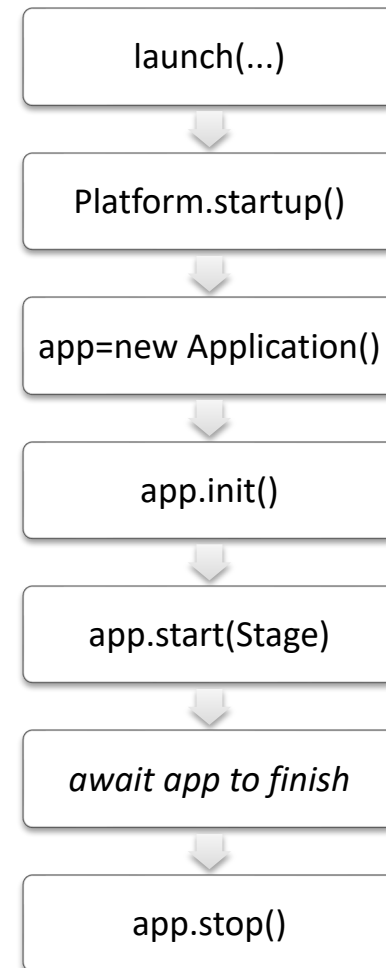 launch(...)
Platform.startup()
app=new Application()
app.init()
app.start(Stage)
await app to finish
app.stop()